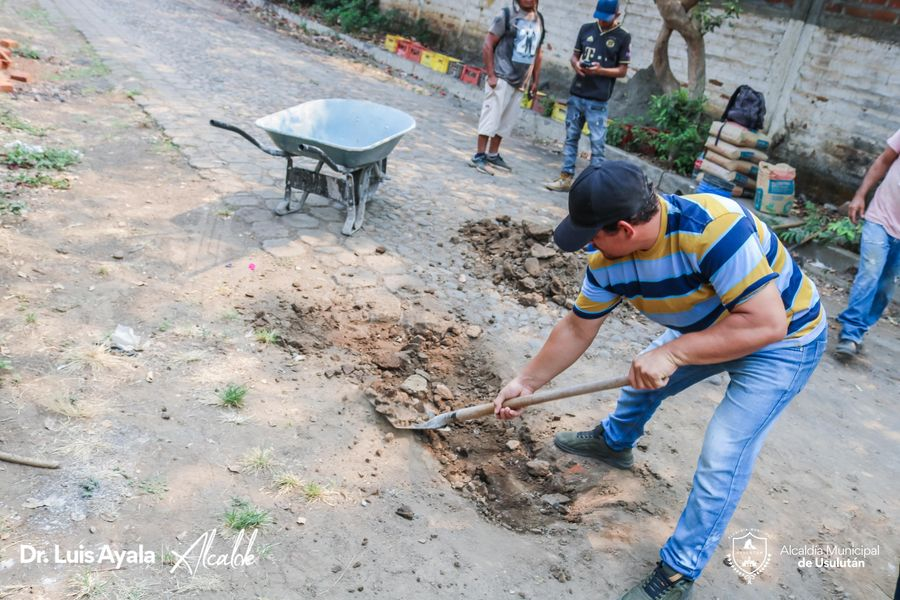 Dr. Luis Ayala Alcalde
Alcaldía Municipal
de Usulután